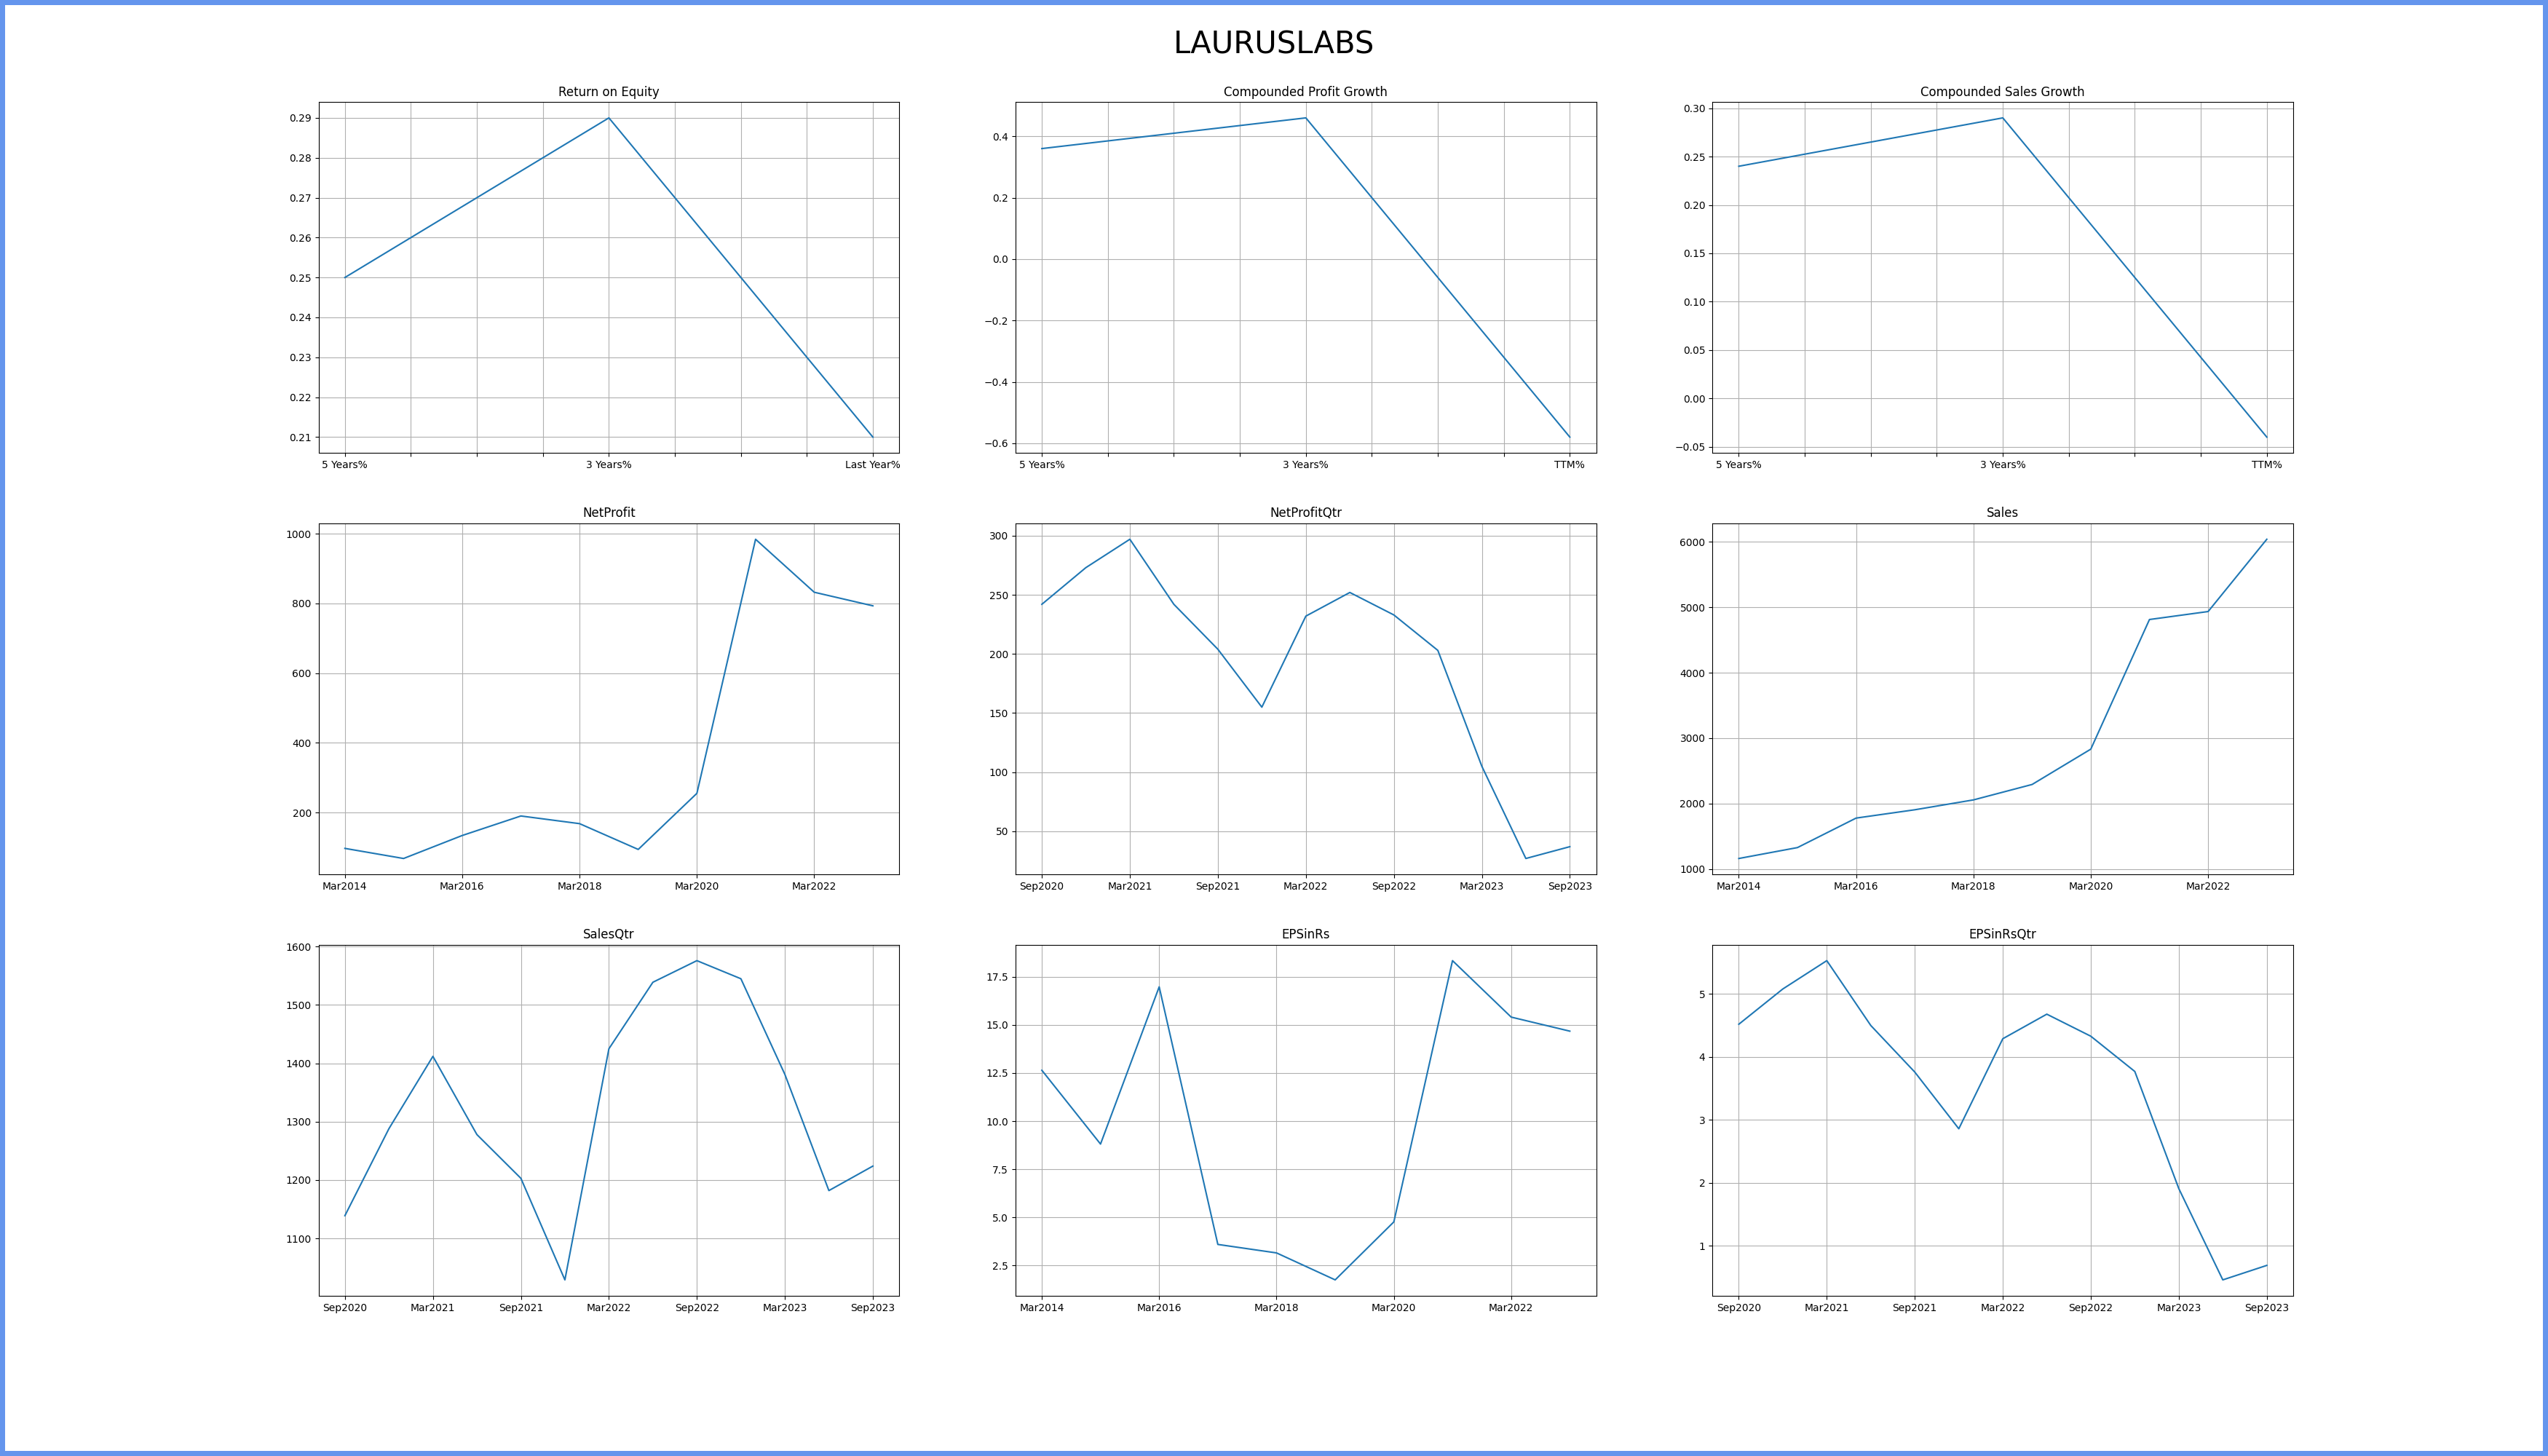 LAURUSLABS
Return on Equity
0.29
0.28
0.27
0.26
0.25
0.24
0.23
0.22
0.21
5 Years%
3 Years%
Last Year%
Compounded Profit Growth
0.4
0.2
0.0
−0.2
−0.4
−0.6
5 Years%
3 Years%
TTM%
Compounded Sales Growth
0.30
0.25
0.20
0.15
0.10
0.05
0.00
−0.05
5 Years%
3 Years%
TTM%
NetProfit
1000
800
600
400
200
Mar2014
Mar2016
Mar2018
Mar2020
Mar2022
NetProfitQtr
300
250
200
150
100
50
Sep2020
Mar2021
Sep2021
Mar2022
Sep2022
Mar2023
Sep2023
Sales
6000
5000
4000
3000
2000
1000
Mar2014
Mar2016
Mar2018
Mar2020
Mar2022
SalesQtr
1600
1500
1400
1300
1200
1100
Sep2020
Mar2021
Sep2021
Mar2022
Sep2022
Mar2023
Sep2023
EPSinRs
17.5
15.0
12.5
10.0
7.5
5.0
2.5
Mar2014
Mar2016
Mar2018
Mar2020
Mar2022
EPSinRsQtr
5
4
3
2
1
Sep2020
Mar2021
Sep2021
Mar2022
Sep2022
Mar2023
Sep2023